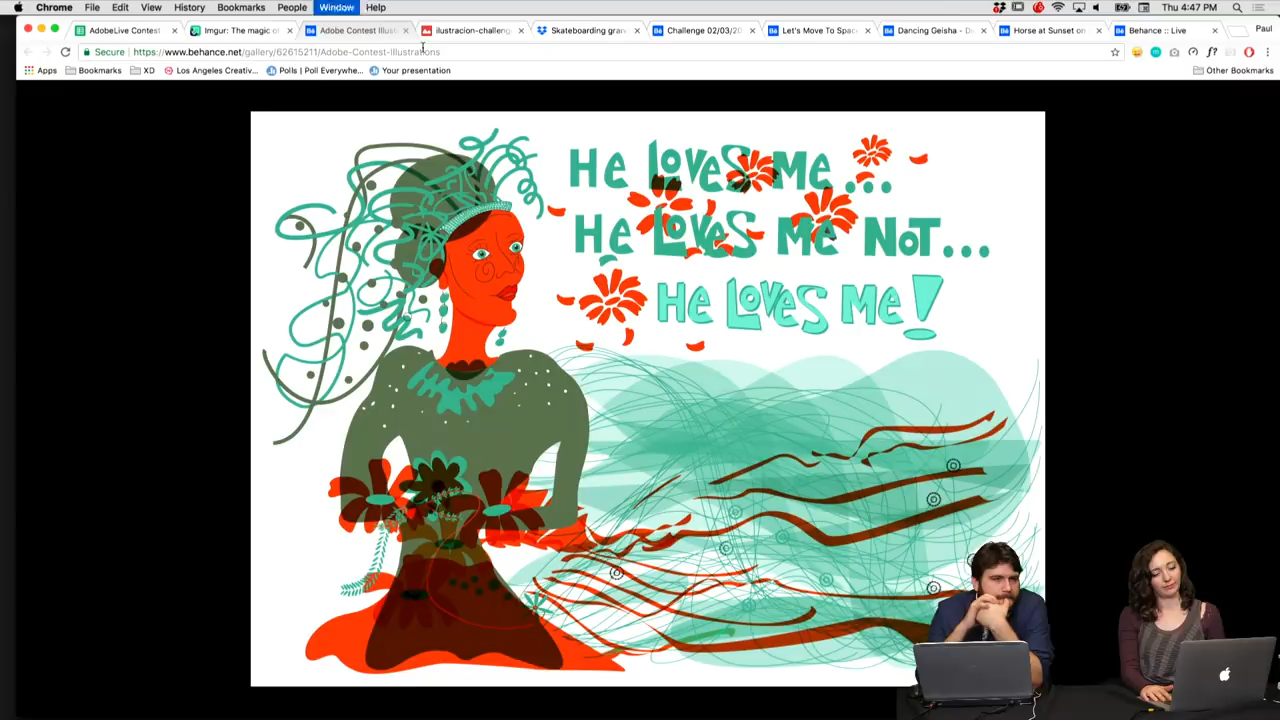 Chrome File Edit View History Bookmarks People Window Help
Thu 4:47 PM
AdobeLive Contest
Imgur: The magic o
Adobe Contest Illust
ilustracion-challeng
Skateboarding gran
Challenge 02/03/20
Let's Move To Spac
Dancing Geisha - D
Horse at Sunset on
Behance :: Live
Paul
Secure https://www.behance.net/gallery/62615211/Adobe-Contest-Illustrations
Apps Bookmarks XD Los Angeles Creativ... Polls | Poll Everywhe... Your presentation Other Bookmarks
HE LOVES ME...
HE LOVES ME NOT...
HE LOVES ME!